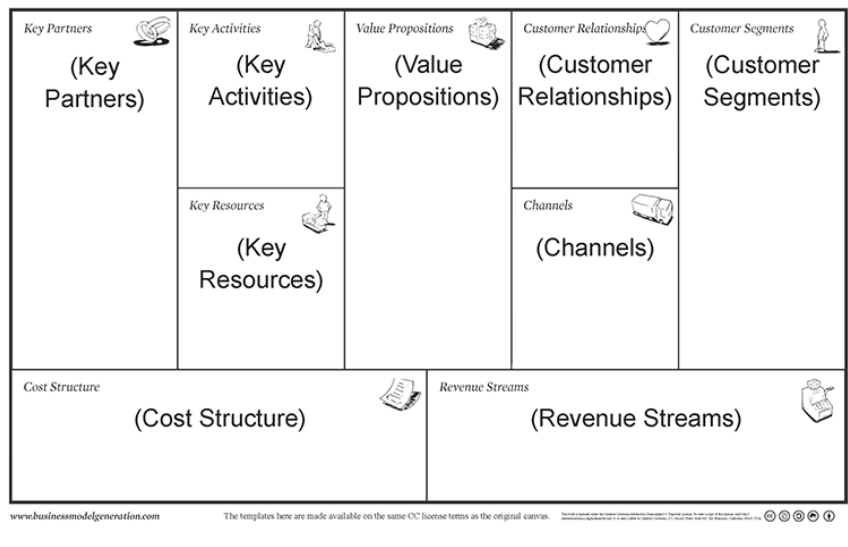 Key Partners
(Key
Partners)
Key Activities
(Key
Activities)
Key Resources
(Key
Resources)
Value Propositions
(Value
Propositions)
Customer Relationships
(Customer
Relationships)
Channels
(Channels)
Customer Segments
(Customer
Segments)
Cost Structure
(Cost Structure)
Revenue Streams
(Revenue Streams)
www.businessmodelgeneration.com
The templates here are made available on the same CC license terms as the original canvas.